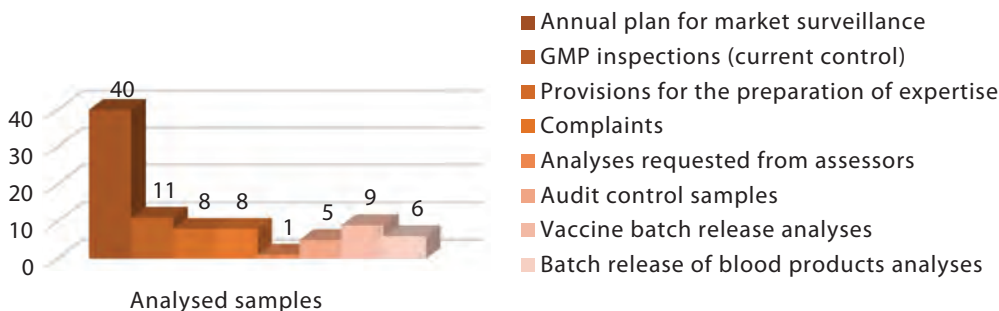 40
30
20
10
0
40
11
8
8
1
5
9
6
Analysed samples
Annual plan for market surveillance
GMP inspections (current control)
Provisions for the preparation of expertise
Complaints
Analyses requested from assessors
Audit control samples
Vaccine batch release analyses
Batch release of blood products analyses